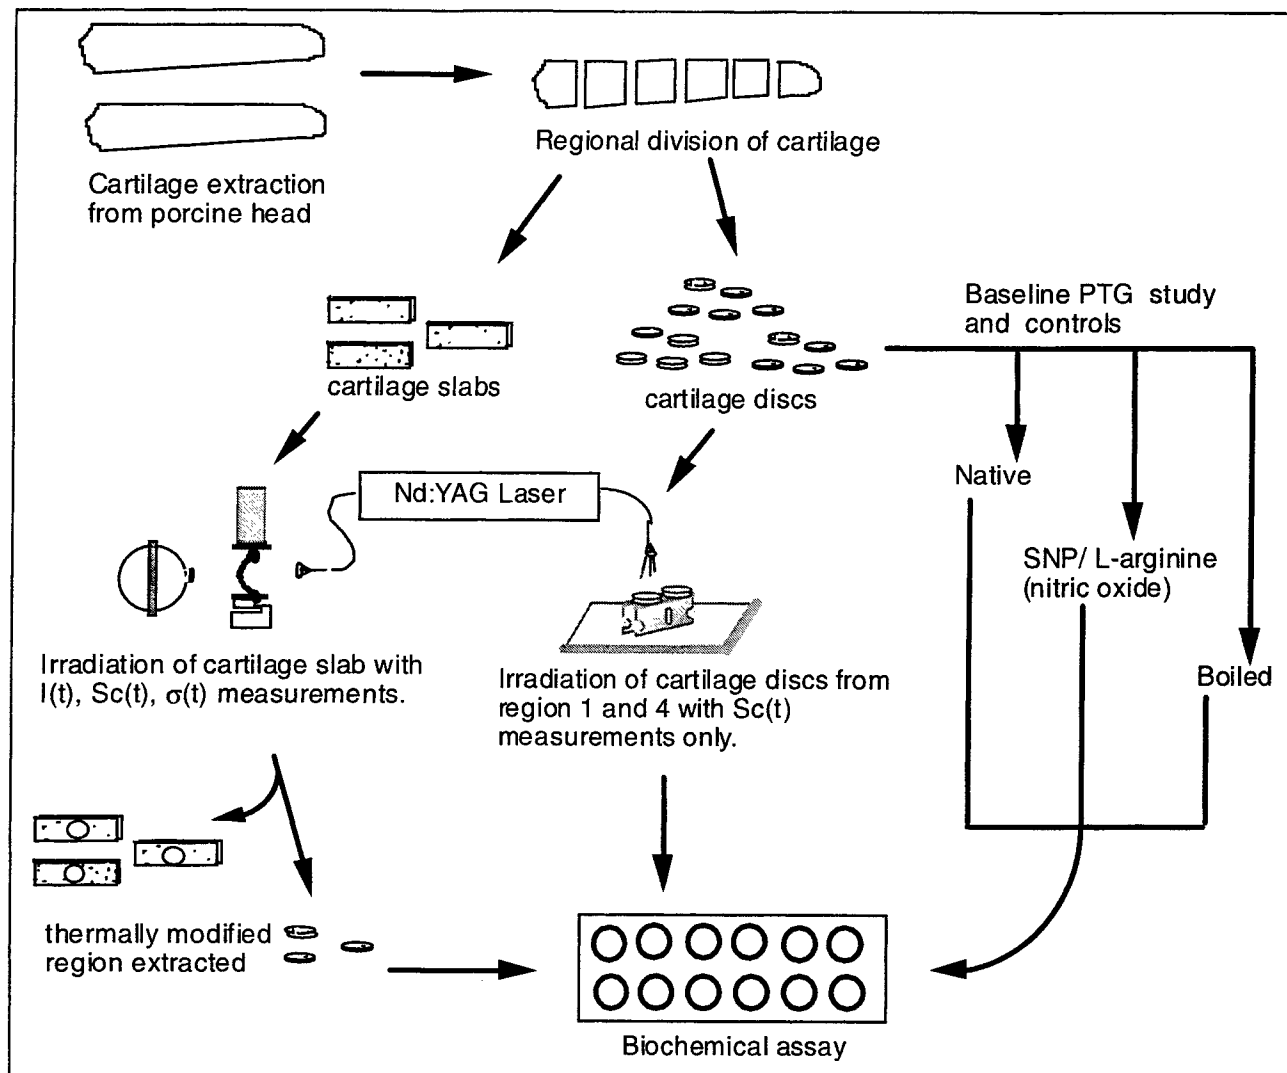 Cartilage extraction
from porcine head
Regional division of cartilage
cartilage slabs
cartilage discs
Baseline PTG study
and controls
Native
SNP/ L-arginine
(nitric oxide)
Boiled
Nd:YAG Laser
Irradiation of cartilage slab with
I(t), Sc(t), σ(t) measurements.
Irradiation of cartilage discs from
region 1 and 4 with Sc(t)
measurements only.
thermally modified
region extracted
Biochemical assay